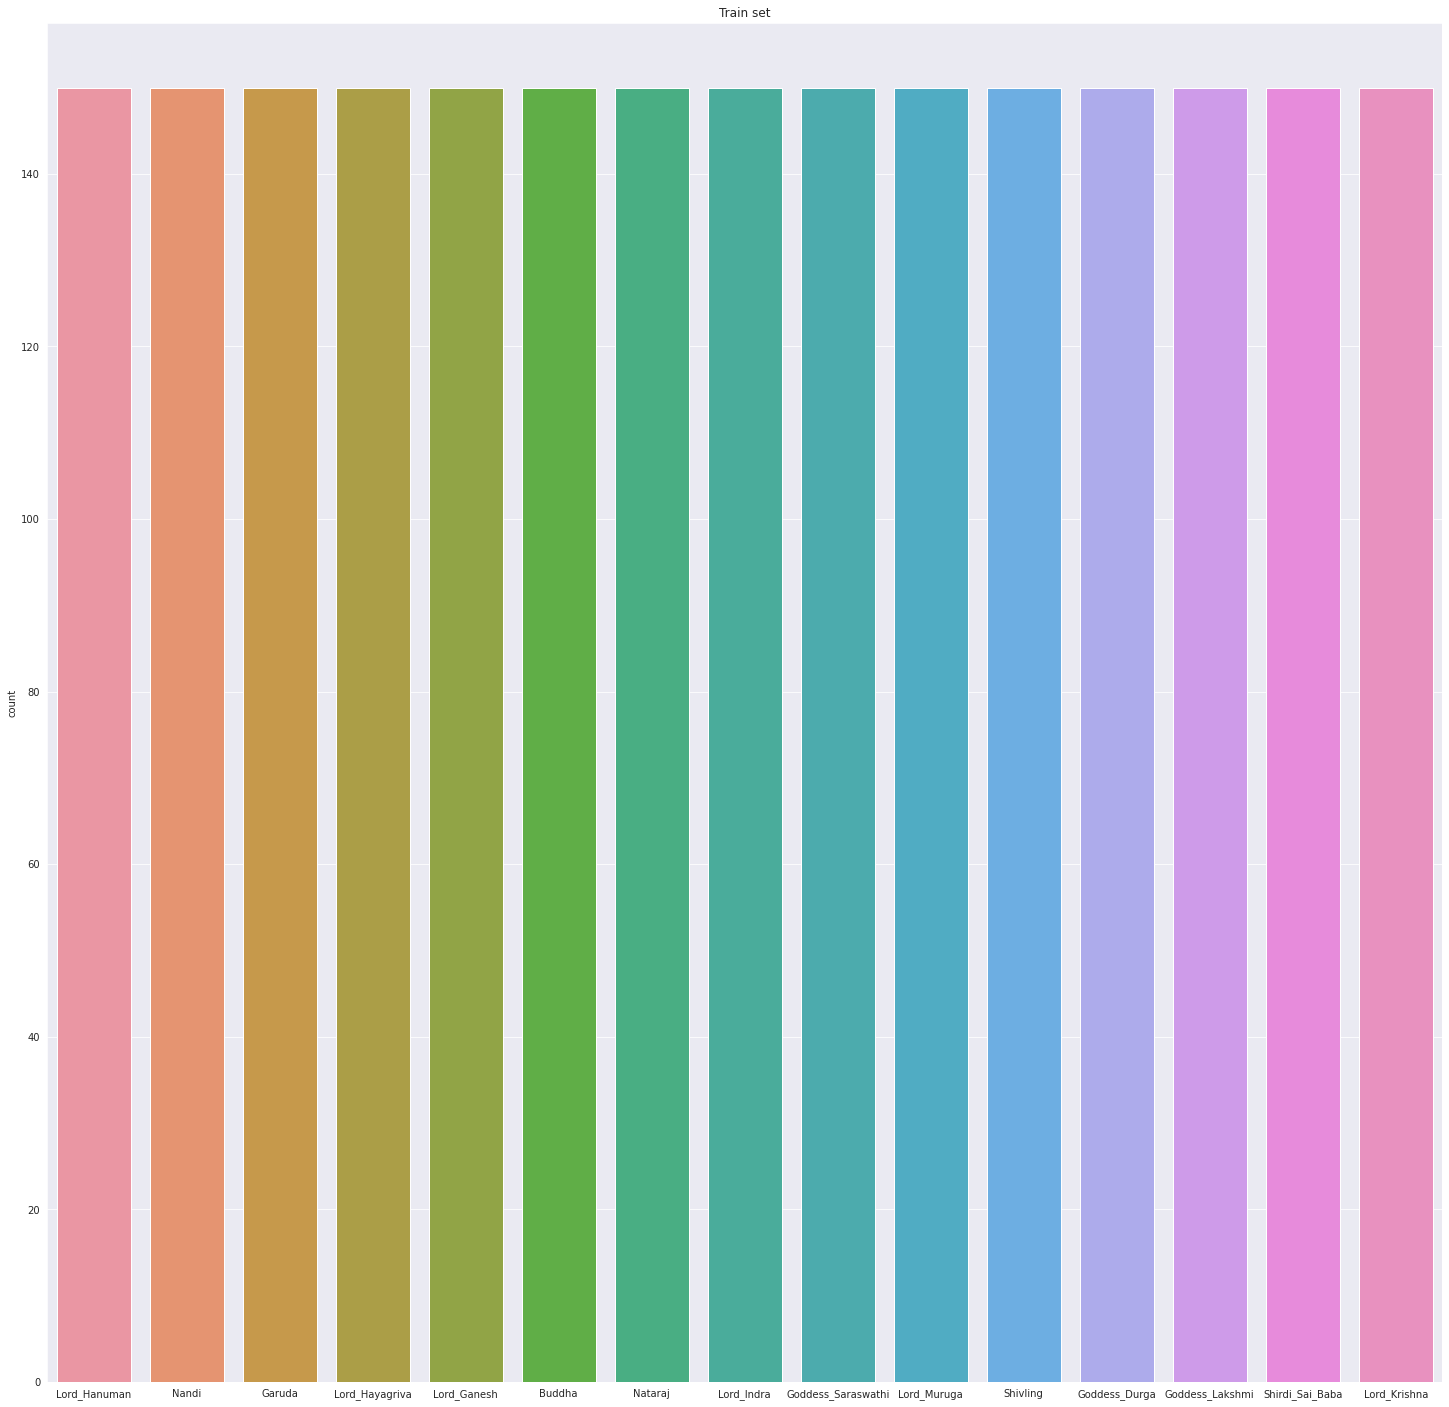 Train set
140
120
100
80
60
40
20
0
count
Lord_Hanuman Nandi Garuda Lord_Hayagriva Lord_Ganesh Buddha Nataraj Lord_Indra Goddess_Saraswathi Lord_Muruga Shivling Goddess_Durga Goddess_Lakshmi Shirdi_Sai_Baba Lord_Krishna